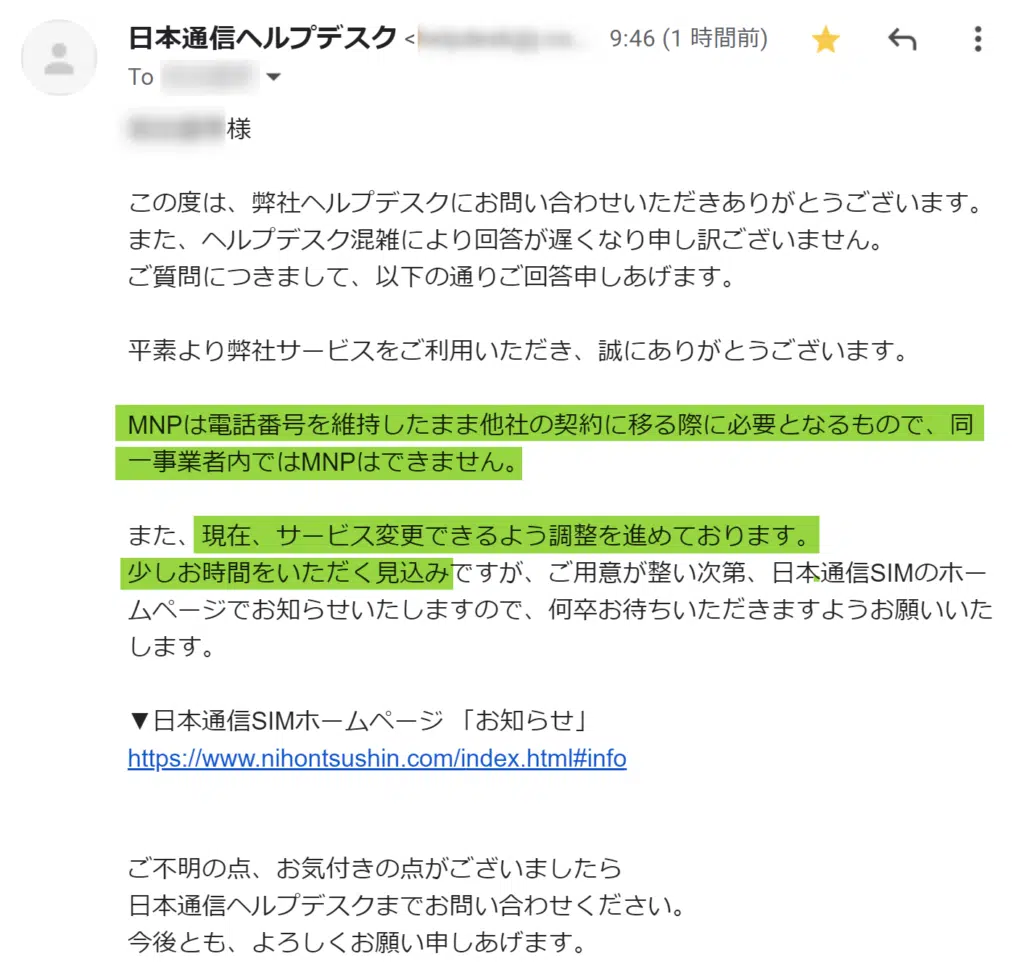 日本通信ヘルプデスク <
9:46 (1 時間前)
To
様
この度は、弊社ヘルプデスクにお問い合わせいただきありがとうございます。
また、ヘルプデスク混雑により回答が遅くなり申し訳ございません。
ご質問につきまして、以下の通りご回答申しあげます。
平素より弊社サービスをご利用いただき、誠にありがとうございます。
MNPは電話番号を維持したまま他社の契約に移る際に必要となるもので、同
一事業者内ではMNPはできません。
また、現在、サービス変更できるよう調整を進めております。
少しお時間をいただく見込みですが、ご用意が整い次第、日本通信SIMのホー
ムページでお知らせいたしますので、何卒お待ちいただきますようお願いいた
します。
▼日本通信SIMホームページ 「お知らせ」
https://www.nihontsushin.com/index.html#info
ご不明の点、お気付きの点がございましたら
日本通信ヘルプデスクまでお問い合わせください。
今後とも、よろしくお願い申しあげます。